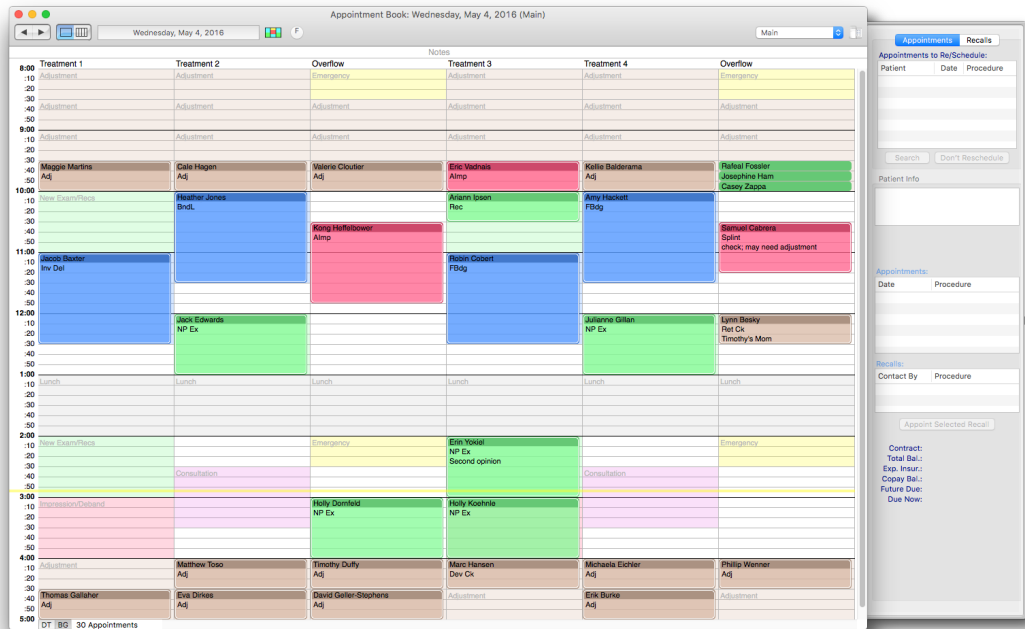 Appointment Book: Wednesday, May 4, 2016 (Main)
Wednesday, May 4, 2016
F
Main
Notes
Treatment 1 Treatment 2 Overflow Treatment 3 Treatment 4 Overflow
8:00
:10 Adjustment Adjustment Emergency Adjustment Adjustment Emergency
:20
:30
:40 Adjustment Adjustment Adjustment Adjustment Adjustment Adjustment
:50
9:00
:10 Adjustment Adjustment Adjustment Adjustment Adjustment Adjustment
:20
:30
:40 Maggie Martins Cale Hagen Valerie Cloutier Eric Vadnais Kellie Balderama Rafeal Fossler
:50 Adj Adj Adj AImp Adj Josephine Ham
Casey Zappa
10:00
:10 New Exam/Recs Heather Jones Ariann Ipson Amy Hackett
:20 BndL Rec FBdg
:30
:40 Kong Heffelbower Samuel Cabrera
:50 AImp Splint
check; may need adjustment
11:00
:10 Jacob Baxter Robin Cobert
:20 Inv Del FBdg
:30
:40
:50
12:00
:10 Jack Edwards Julianne Gillan Lynn Besky
:20 NP Ex NP Ex Ret Ck
:30 Timothy's Mom
:40
:50
1:00
:10 Lunch Lunch Lunch Lunch Lunch Lunch
:20
:30
:40
:50
2:00
:10 New Exam/Recs Emergency Erin Yokiel Emergency
:20 NP Ex
:30 Second opinion
:40 Consultation Consultation
:50
3:00
:10 Impression/Deband Holly Dornfeld Holly Koehnle
:20 NP Ex NP Ex
:30
:40
:50
4:00
:10 Adjustment Matthew Toso Timothy Duffy Marc Hansen Michaela Eichler Phillip Wenner
:20 Adj Adj Dev Ck Adj Adj
:30
:40 Thomas Gallaher Eva Dirkes David Geller-Stephens Adjustment Erik Burke Adjustment
:50 Adj Adj Adj Adj
5:00
DT BG 30 Appointments
Appointments Recalls
Appointments to Re/Schedule:
Patient Date Procedure
Search Don't Reschedule
Patient Info
Appointments:
Date Procedure
Recalls:
Contact By Procedure
Appoint Selected Recall
Contract:
Total Bal.:
Exp. Insur.:
Copay Bal.:
Future Due:
Due Now: